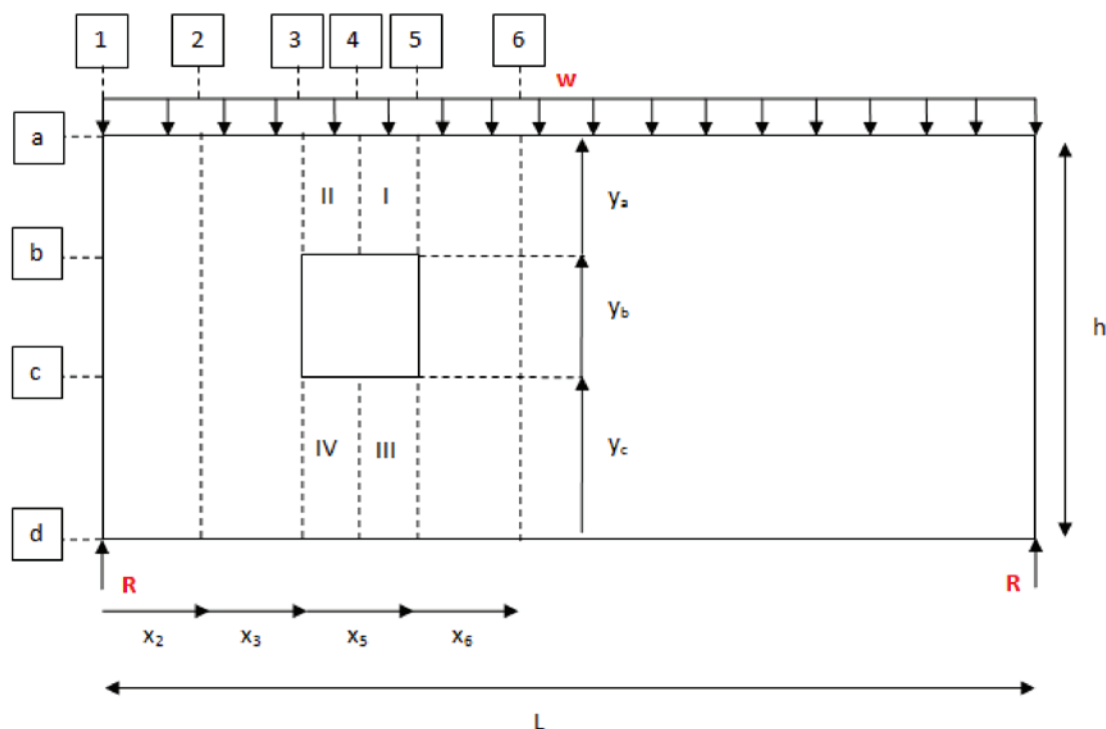 1 2 3 4 5 6
w
a
II I
yₐ
b
y_b
h
c
IV III
y_c
d
R R
x₂ x₃ x₅ x₆
L